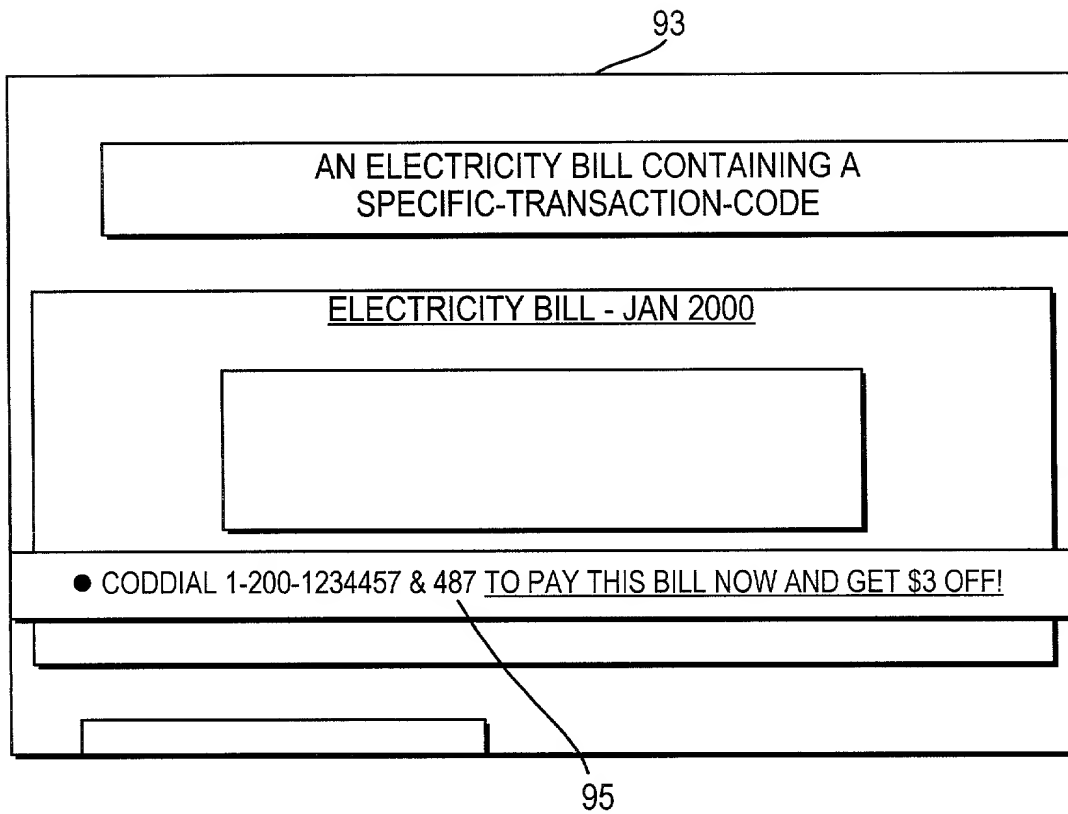 93
AN ELECTRICITY BILL CONTAINING A
SPECIFIC-TRANSACTION-CODE
ELECTRICITY BILL - JAN 2000
● CODDIAL 1-200-1234457 & 487 TO PAY THIS BILL NOW AND GET $3 OFF!
95